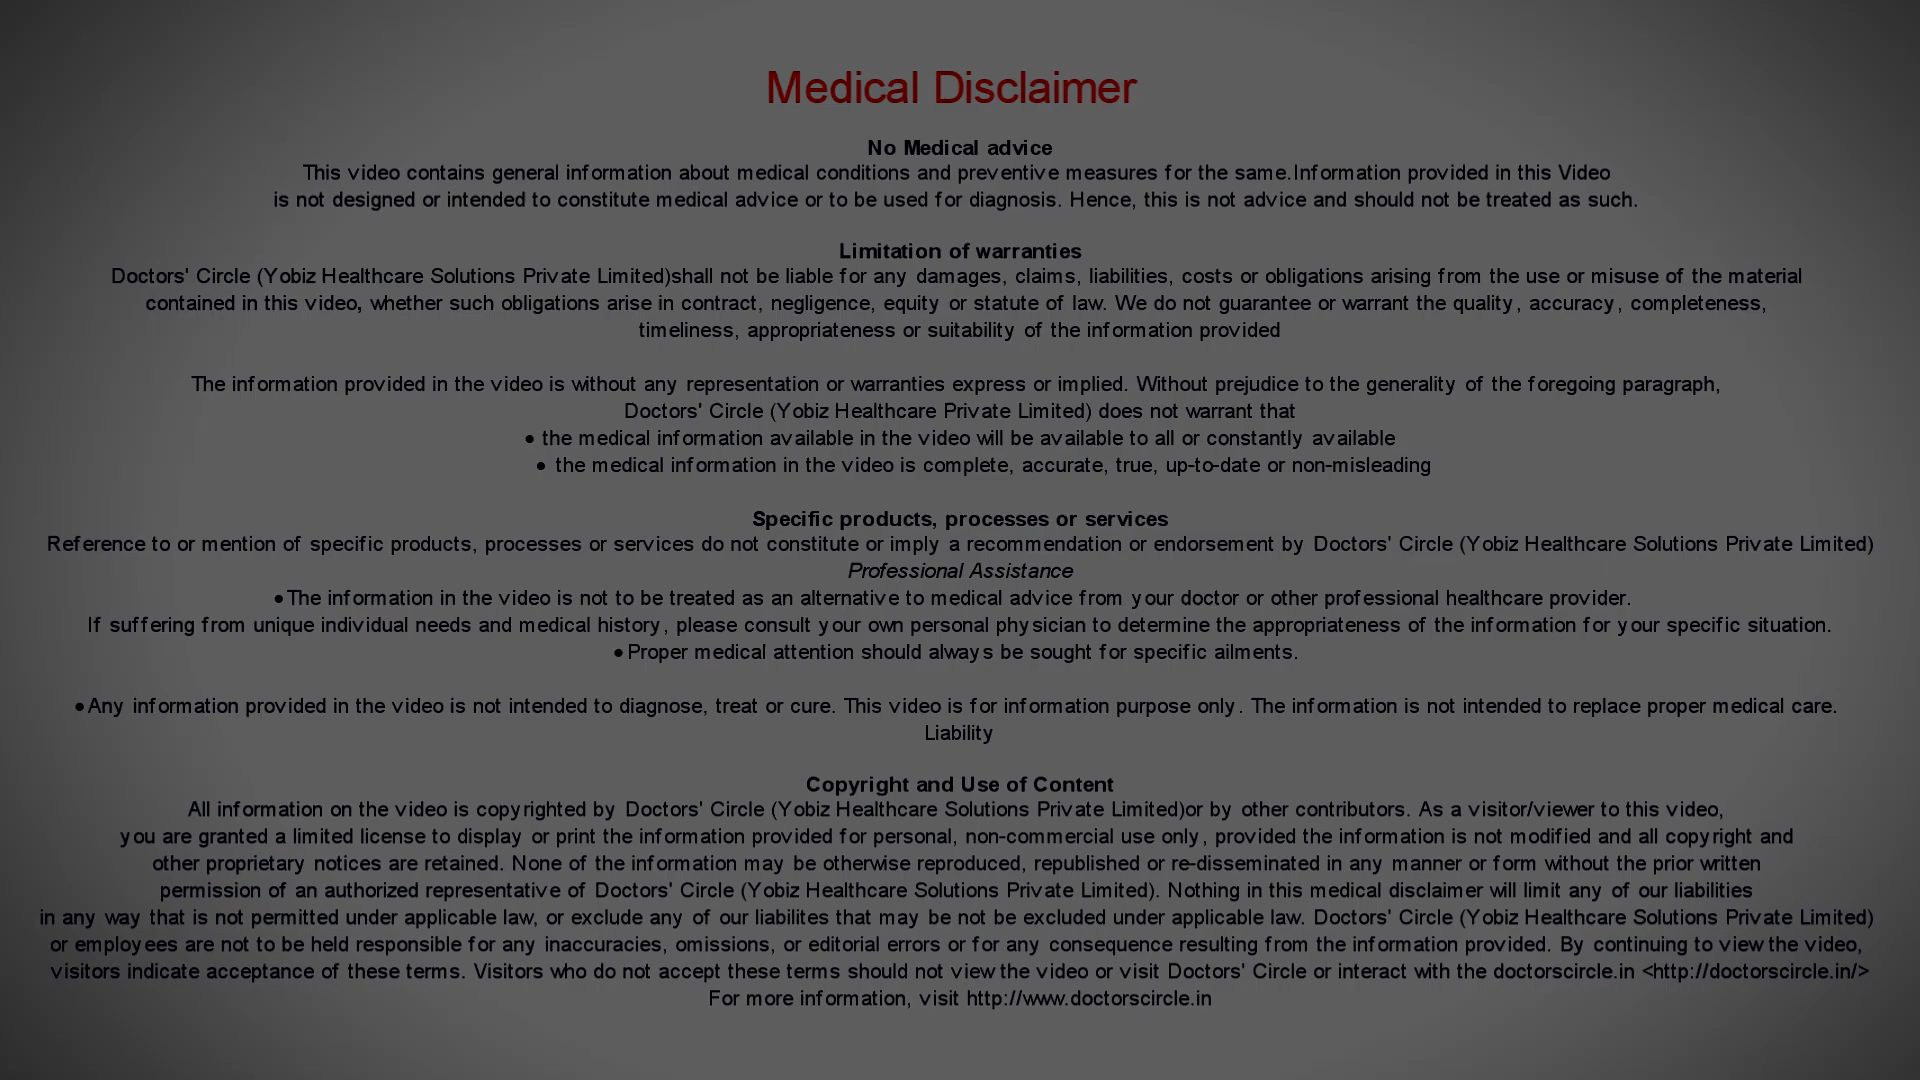 Medical Disclaimer
No Medical advice
This video contains general information about medical conditions and preventive measures for the same.Information provided in this Video
is not designed or intended to constitute medical advice or to be used for diagnosis. Hence, this is not advice and should not be treated as such.
Limitation of warranties
Doctors' Circle (Yobiz Healthcare Solutions Private Limited)shall not be liable for any damages, claims, liabilities, costs or obligations arising from the use or misuse of the material
contained in this video, whether such obligations arise in contract, negligence, equity or statute of law. We do not guarantee or warrant the quality, accuracy, completeness,
timeliness, appropriateness or suitability of the information provided
The information provided in the video is without any representation or warranties express or implied. Without prejudice to the generality of the foregoing paragraph,
Doctors' Circle (Yobiz Healthcare Private Limited) does not warrant that
• the medical information available in the video will be available to all or constantly available
• the medical information in the video is complete, accurate, true, up-to-date or non-misleading
Specific products, processes or services
Reference to or mention of specific products, processes or services do not constitute or imply a recommendation or endorsement by Doctors' Circle (Yobiz Healthcare Solutions Private Limited)
Professional Assistance
•The information in the video is not to be treated as an alternative to medical advice from your doctor or other professional healthcare provider.
If suffering from unique individual needs and medical history, please consult your own personal physician to determine the appropriateness of the information for your specific situation.
•Proper medical attention should always be sought for specific ailments.
•Any information provided in the video is not intended to diagnose, treat or cure. This video is for information purpose only. The information is not intended to replace proper medical care.
Liability
Copyright and Use of Content
All information on the video is copyrighted by Doctors' Circle (Yobiz Healthcare Solutions Private Limited)or by other contributors. As a visitor/viewer to this video,
you are granted a limited license to display or print the information provided for personal, non-commercial use only, provided the information is not modified and all copyright and
other proprietary notices are retained. None of the information may be otherwise reproduced, republished or re-disseminated in any manner or form without the prior written
permission of an authorized representative of Doctors' Circle (Yobiz Healthcare Solutions Private Limited). Nothing in this medical disclaimer will limit any of our liabilities
in any way that is not permitted under applicable law, or exclude any of our liabilites that may be not be excluded under applicable law. Doctors' Circle (Yobiz Healthcare Solutions Private Limited)
or employees are not to be held responsible for any inaccuracies, omissions, or editorial errors or for any consequence resulting from the information provided. By continuing to view the video,
visitors indicate acceptance of these terms. Visitors who do not accept these terms should not view the video or visit Doctors' Circle or interact with the doctorscircle.in <http://doctorscircle.in/>
For more information, visit http://www.doctorscircle.in